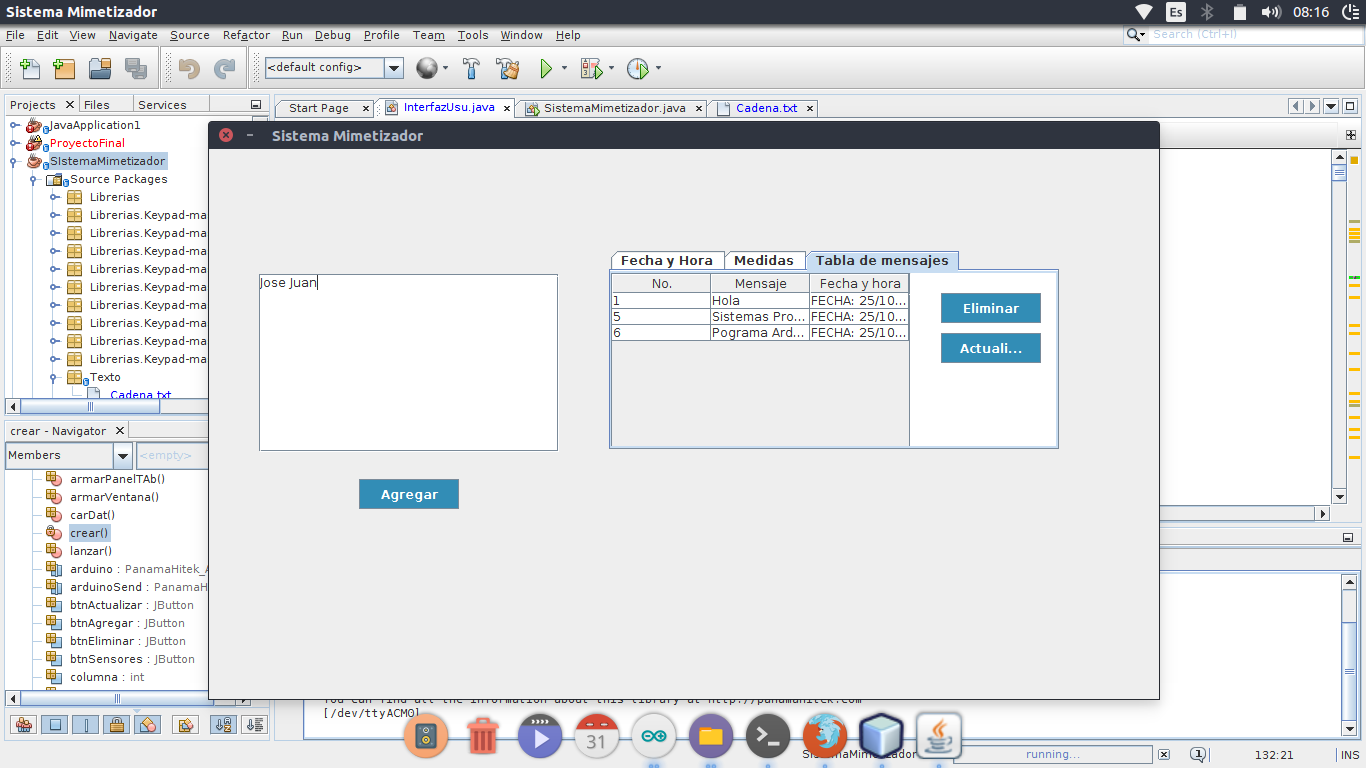 Sistema Mimetizador
Es
08:16
File Edit View Navigate Source Refactor Run Debug Profile Team Tools Window Help
Search (Ctrl+I)
<default config>
Projects Files Services
Start Page InterfazUsu.java SistemaMimetizador.java Cadena.txt
JavaApplication1
ProyectoFinal
SIstemaMimetizador
Source Packages
Librerias
Librerias.Keypad-ma
Librerias.Keypad-ma
Librerias.Keypad-ma
Librerias.Keypad-ma
Librerias.Keypad-ma
Librerias.Keypad-ma
Librerias.Keypad-ma
Librerias.Keypad-ma
Librerias.Keypad-ma
Texto
Cadena.txt
crear - Navigator
Members
<empty>
armarPanelTAb()
armarVentana()
carDat()
crear()
lanzar()
arduino : PanamaHitek_A
arduinoSend : PanamaH
btnActualizar : JButton
btnAgregar : JButton
btnEliminar : JButton
btnSensores : JButton
columna : int
Sistema Mimetizador
Jose Juan
Agregar
Fecha y Hora Medidas Tabla de mensajes
No. Mensaje Fecha y hora
1 Hola FECHA: 25/10...
5 Sistemas Pro... FECHA: 25/10...
6 Pograma Ard... FECHA: 25/10...
Eliminar
Actuali...
You can find all the information about this library at http://panamahitek.com
[/dev/ttyACM0]
31
SistemaMimetizador
running...
1
132:21
INS